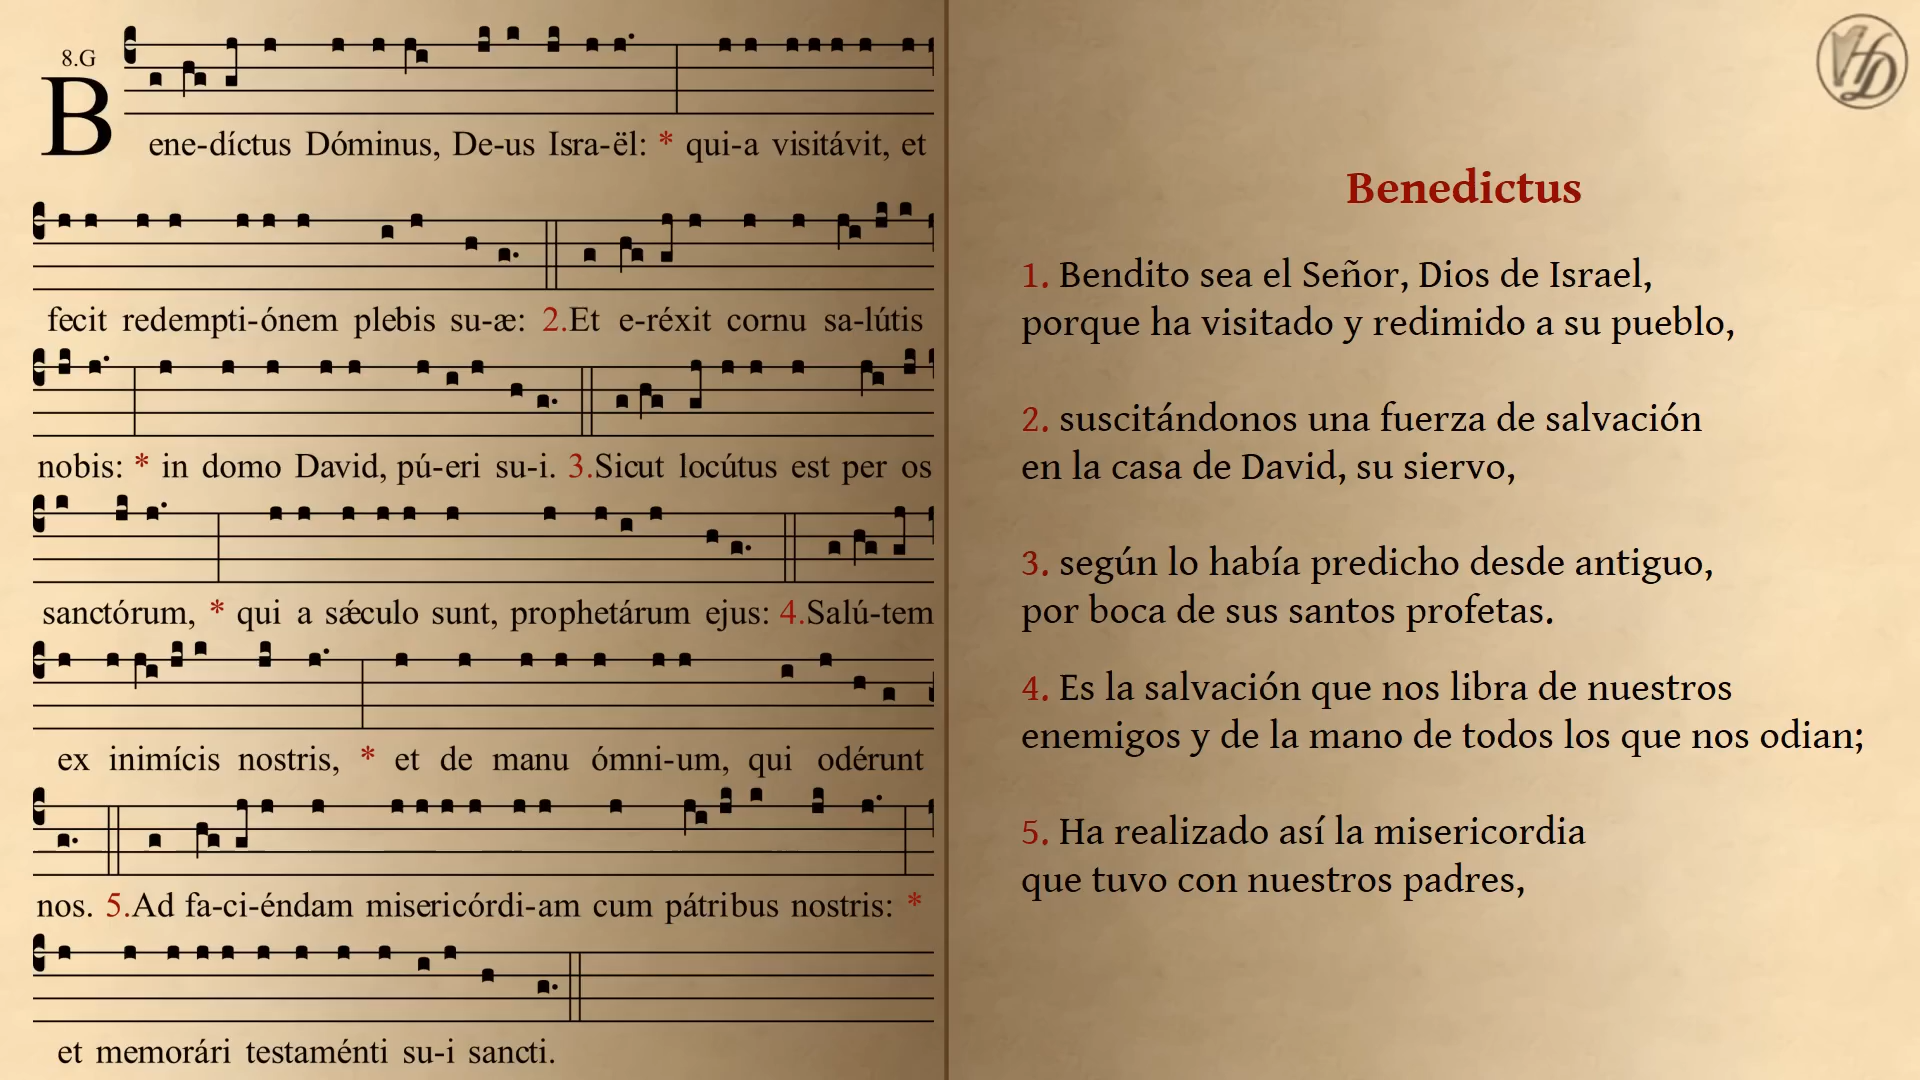 8.G
Bene-díctus Dóminus, De-us Isra-ël: * qui-a visitávit, et
fecit redempti-ónem plebis su-æ: 2.Et e-réxit cornu sa-lútis
nobis: * in domo David, pú-eri su-i. 3.Sicut locútus est per os
sanctórum, * qui a sǽculo sunt, prophetárum ejus: 4.Salú-tem
ex inimícis nostris, * et de manu ómni-um, qui odérunt
nos. 5.Ad fa-ci-éndam misericórdi-am cum pátribus nostris: *
et memorári testaménti su-i sancti.
HD
Benedictus
1. Bendito sea el Señor, Dios de Israel,
porque ha visitado y redimido a su pueblo,
2. suscitándonos una fuerza de salvación
en la casa de David, su siervo,
3. según lo había predicho desde antiguo,
por boca de sus santos profetas.
4. Es la salvación que nos libra de nuestros
enemigos y de la mano de todos los que nos odian;
5. Ha realizado así la misericordia
que tuvo con nuestros padres,